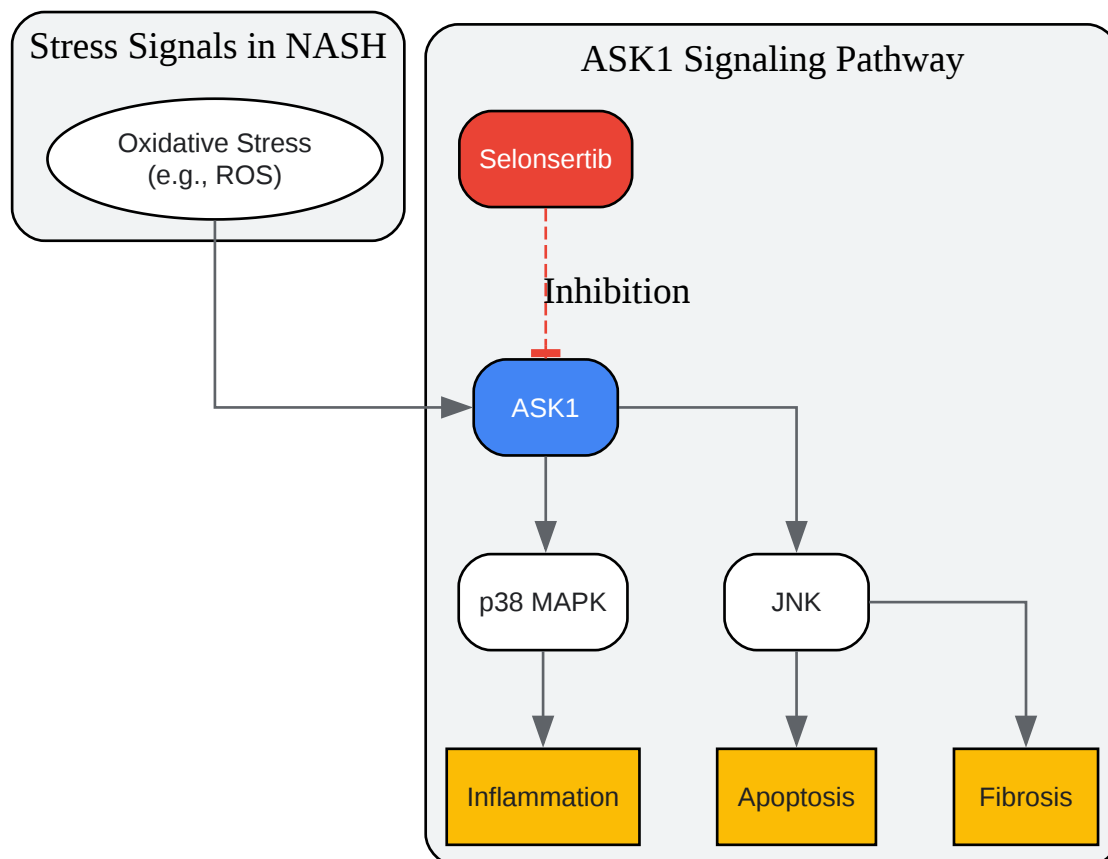 Stress Signals in NASH
Oxidative Stress
(e.g., ROS)
ASK1 Signaling Pathway
Selonsertib
Inhibition
ASK1
p38 MAPK
JNK
Inflammation
Apoptosis
Fibrosis